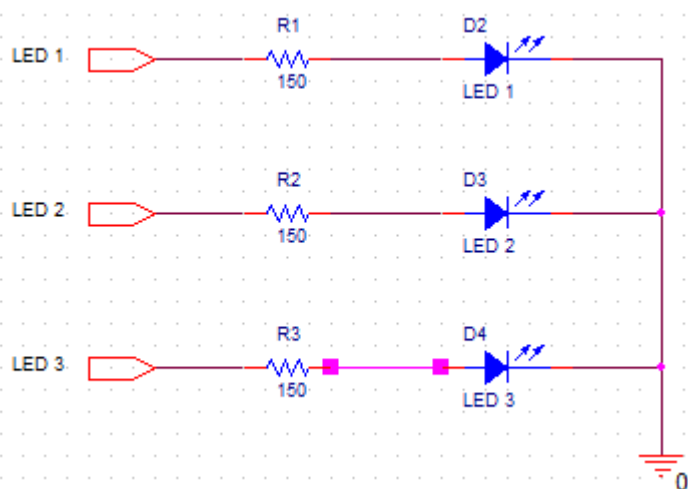 R1 D2
LED 1
150 LED 1
R2 D3
LED 2
150 LED 2
R3 D4
LED 3
150 LED 3
0